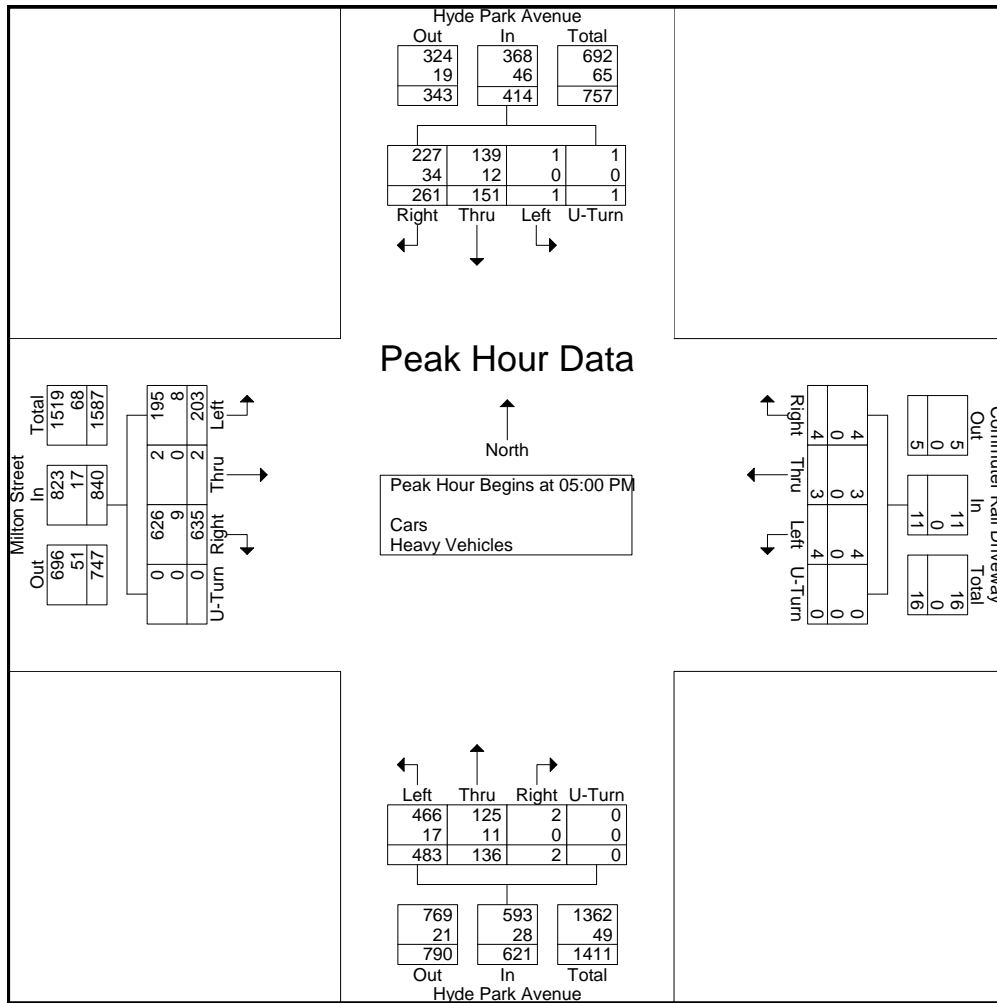 Hyde Park Avenue
Out In Total
324 368 692
19 46 65
343 414 757
227 139 1 1
34 12 0 0
261 151 1 1
Right Thru Left U-Turn
Peak Hour Data
North
Peak Hour Begins at 05:00 PM
Cars
Heavy Vehicles
Milton Street
Total In Out
1519 823 696
68 17 51
1587 840 747
195 2 626 0
8 0 9 0
203 2 635 0
Left Thru Right U-Turn
Commuter Rail Driveway
Out In Total
5 11 16
0 0 0
5 11 16
4 3 4 0
0 0 0 0
4 3 4 0
Right Thru Left U-Turn
Left Thru Right U-Turn
466 125 2 0
17 11 0 0
483 136 2 0
769 593 1362
21 28 49
790 621 1411
Out In Total
Hyde Park Avenue